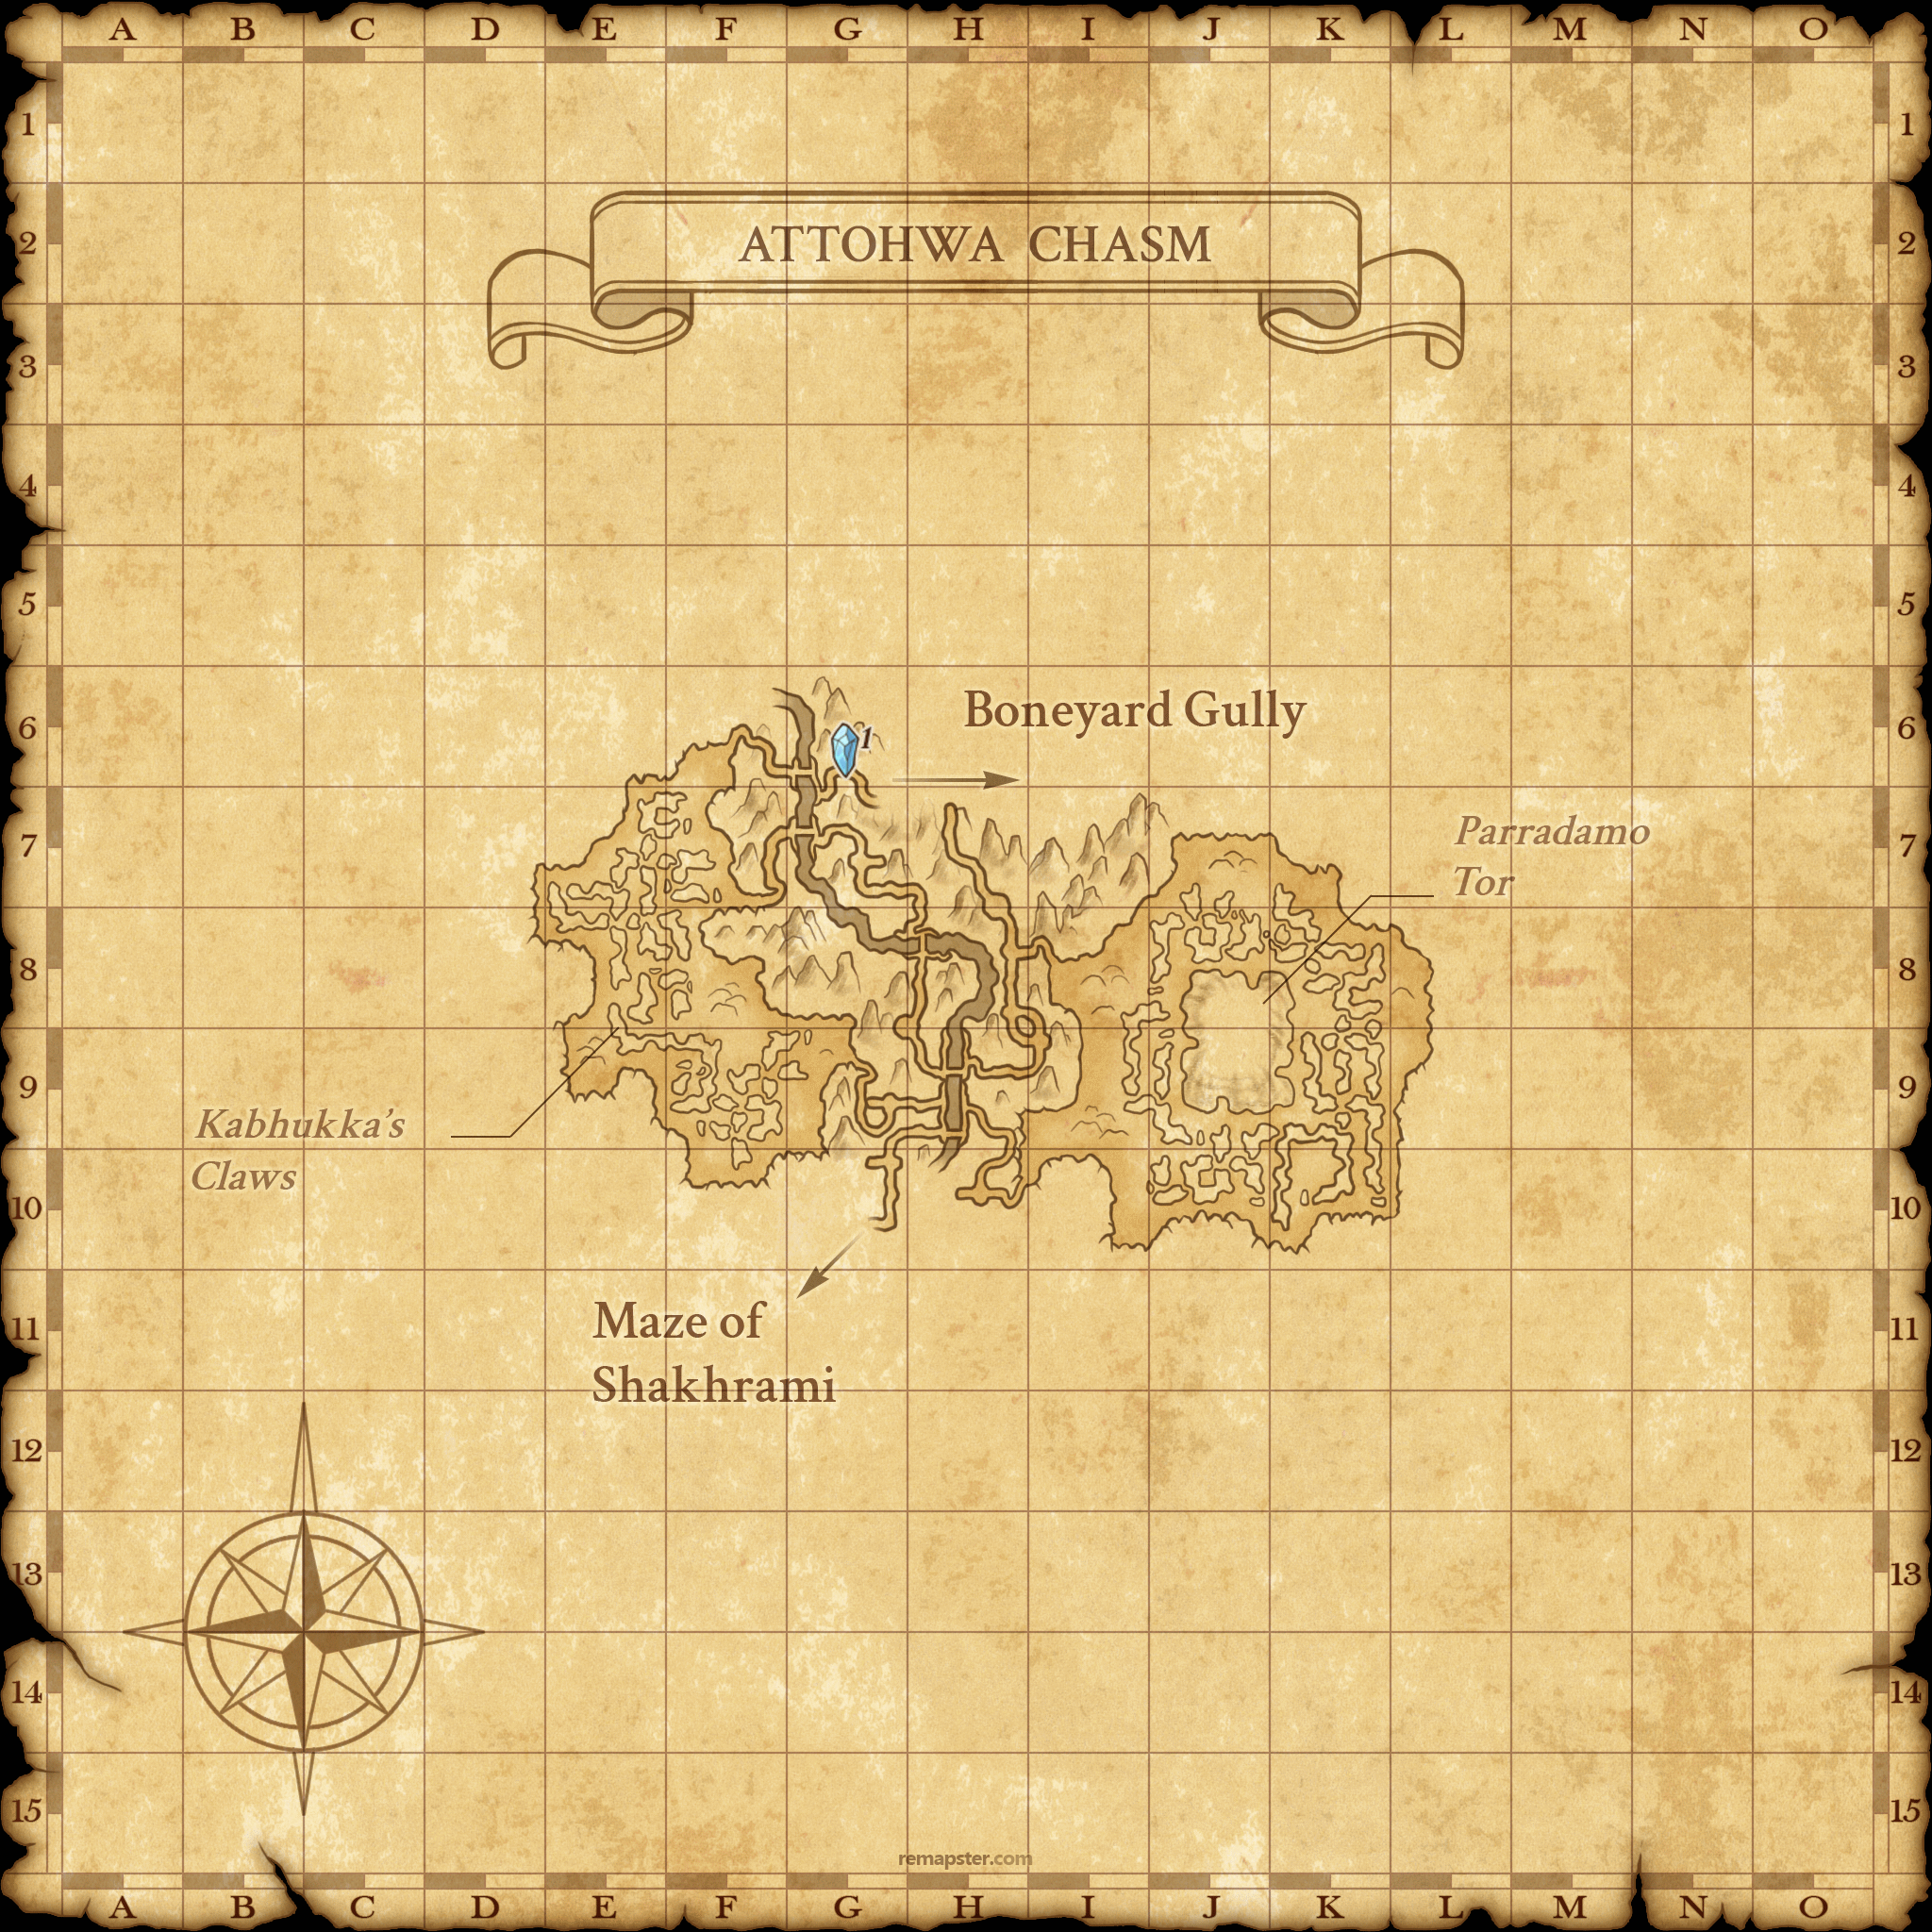 A B C D E F G H I J K L M N O
1 1
ATTOHWA CHASM
2 2
3 3
4 4
5 5
Boneyard Gully
6 6
1
Parradamo
7 7
Tor
8 8
9 9
Kabhukka's
Claws
10 10
Maze of
11 11
Shakhrami
12 12
13 13
14 14
15 15
remapster.com
A B C D E F G H I J K L M N O